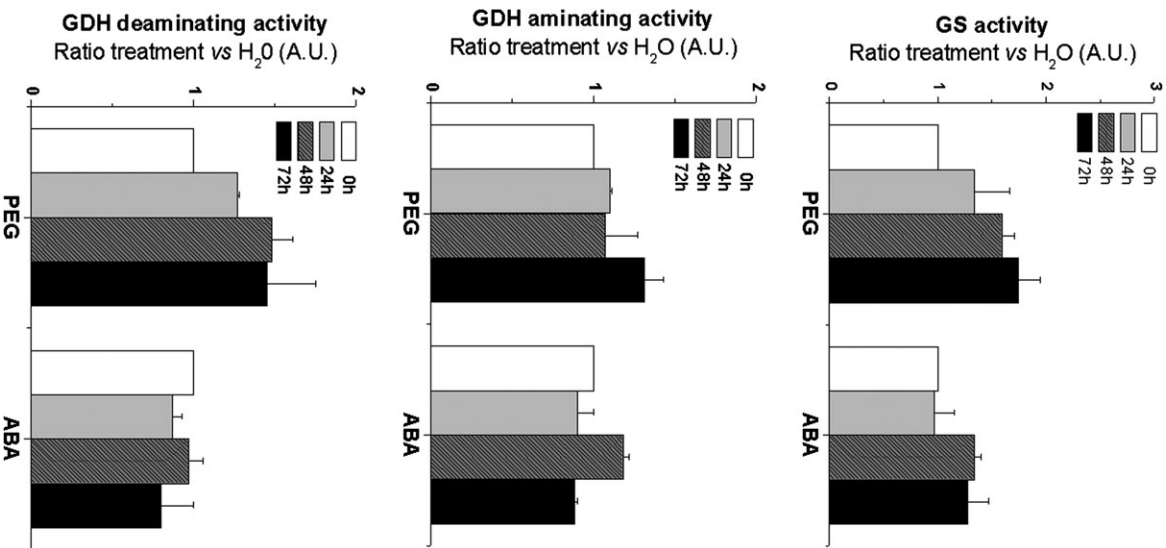 GDH deaminating activity
Ratio treatment vs H₂0 (A.U.)
0
1
2
0h
24h
48h
72h
PEG
ABA
GDH aminating activity
Ratio treatment vs H₂O (A.U.)
0
1
2
0h
24h
48h
72h
PEG
ABA
GS activity
Ratio treatment vs H₂O (A.U.)
0
1
2
3
0h
24h
48h
72h
PEG
ABA